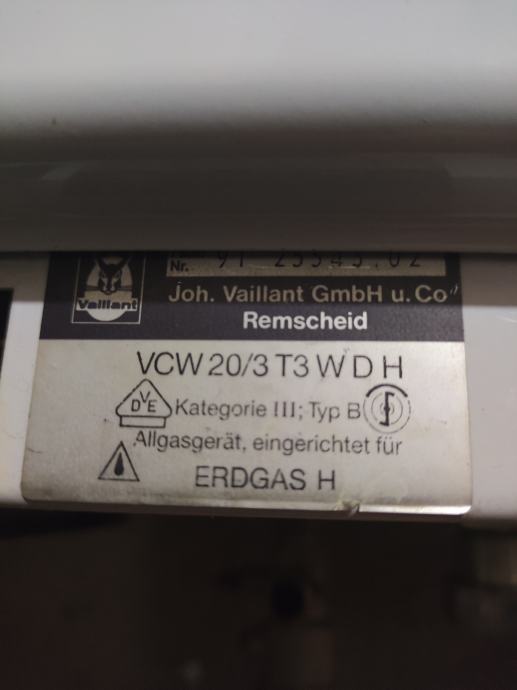 Nr.
Vaillant
Joh. Vaillant GmbH u. Co
Remscheid
VCW 20/3 T3 W D H
DVE Kategorie III; Typ B
Allgasgerät, eingerichtet für
ERDGAS H